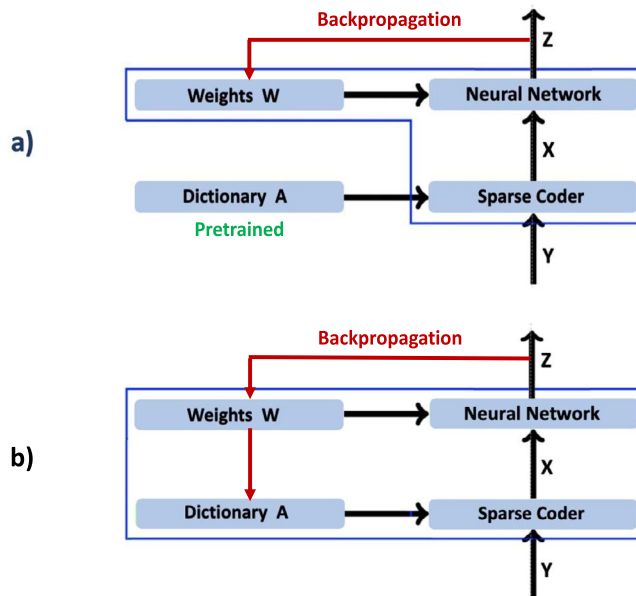 Backpropagation
Z
Weights W
Neural Network
a)
X
Dictionary A
Sparse Coder
Pretrained
Y
Backpropagation
Z
Weights W
Neural Network
b)
X
Dictionary A
Sparse Coder
Y